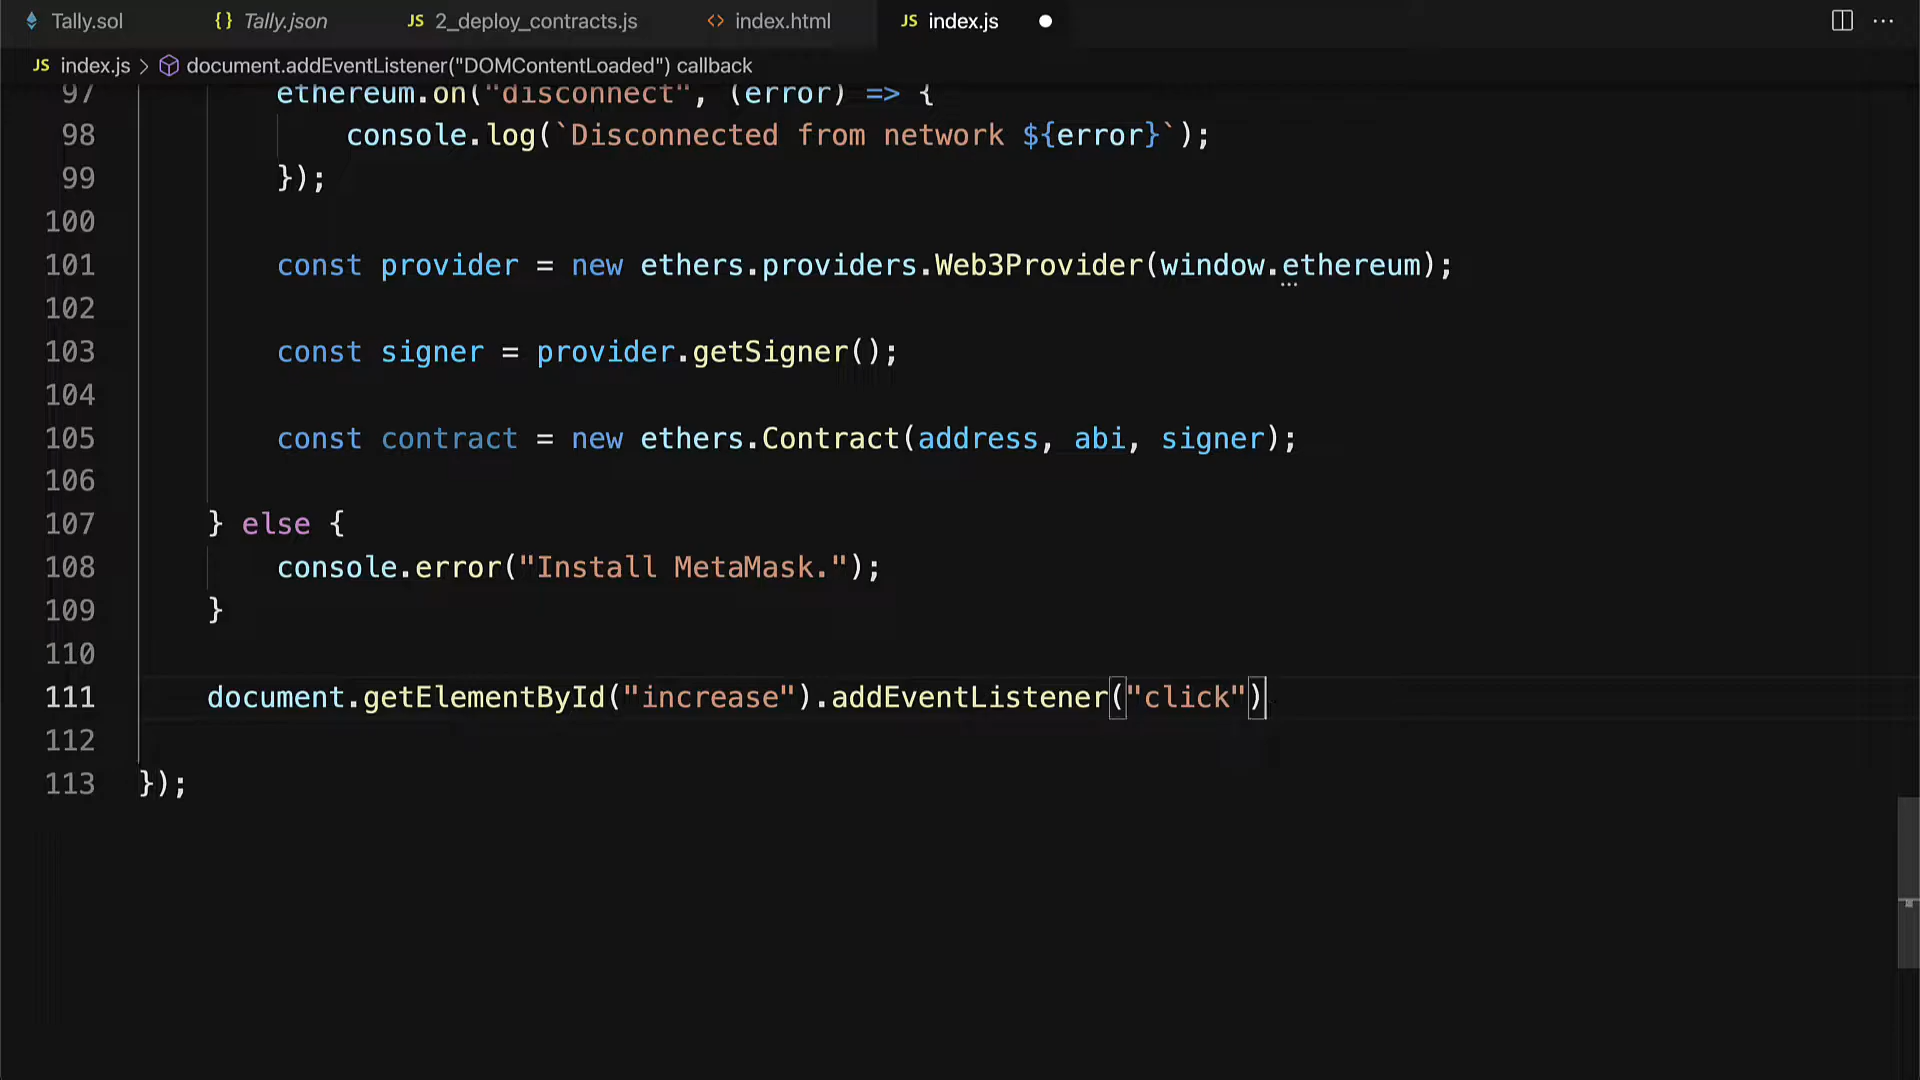 Tally.sol {} Tally.json JS 2_deploy_contracts.js <> index.html JS index.js ● ...
JS index.js > document.addEventListener("DOMContentLoaded") callback
97 ethereum.on("disconnect", (error) => {
98 console.log(`Disconnected from network ${error}`);
99 });
100
101 const provider = new ethers.providers.Web3Provider(window.ethereum);
102
103 const signer = provider.getSigner();
104
105 const contract = new ethers.Contract(address, abi, signer);
106
107 } else {
108 console.error("Install MetaMask.");
109 }
110
111 document.getElementById("increase").addEventListener("click")
112
113 });